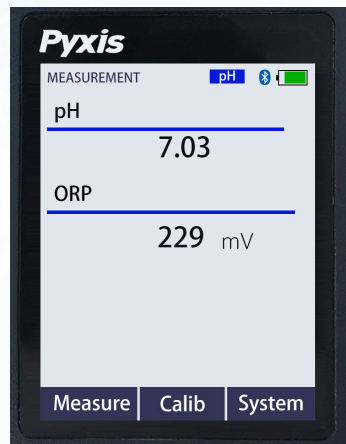 Pyxis
MEASUREMENT pH
pH
7.03
ORP
229 mV
Measure Calib System